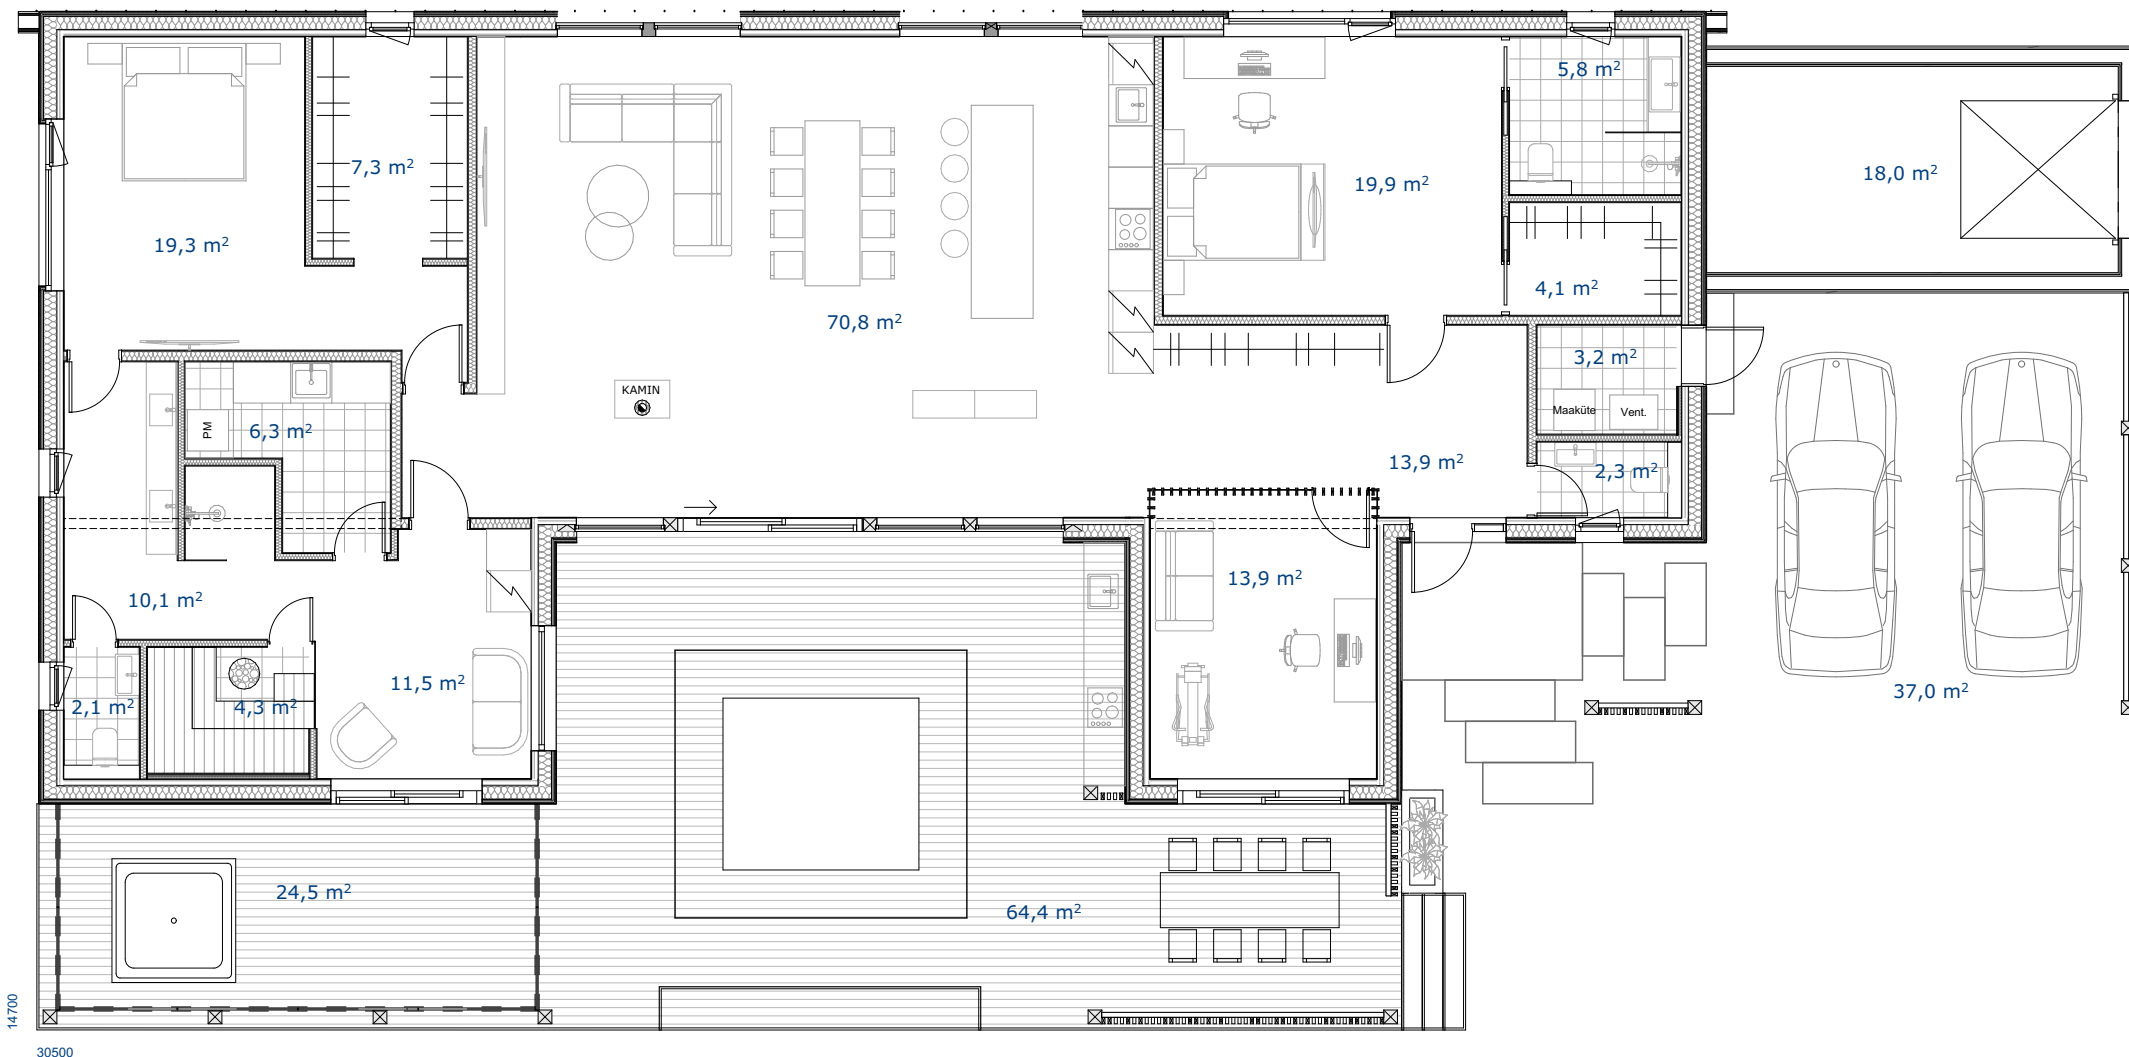 5,8 m²
7,3 m²
18,0 m²
19,9 m²
19,3 m²
4,1 m²
70,8 m²
3,2 m²
KAMIN
Maaküte
Vent.
PM
6,3 m²
13,9 m²
2,3 m²
13,9 m²
10,1 m²
11,5 m²
37,0 m²
2,1 m²
4,3 m²
24,5 m²
64,4 m²
14700
30500